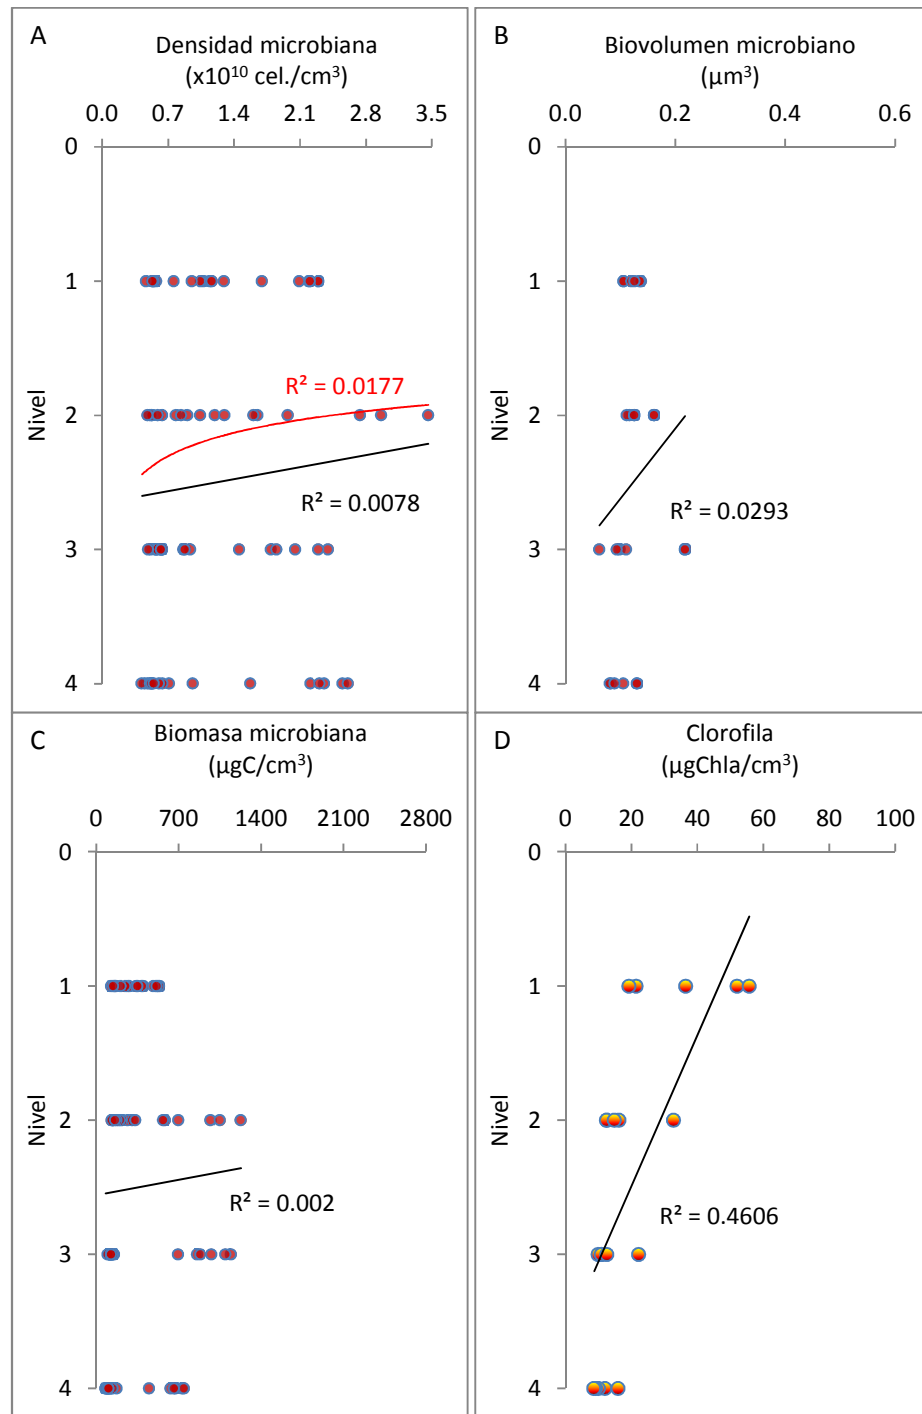 A
Densidad microbiana
(x10¹⁰ cel./cm³)
0.0 0.7 1.4 2.1 2.8 3.5
0
1
2
3
4
Nivel
R² = 0.0177
R² = 0.0078
B
Biovolumen microbiano
(µm³)
0.0 0.2 0.4 0.6
0
1
2
3
4
Nivel
R² = 0.0293
C
Biomasa microbiana
(µgC/cm³)
0 700 1400 2100 2800
0
1
2
3
4
Nivel
R² = 0.002
D
Clorofila
(µgChla/cm³)
0 20 40 60 80 100
0
1
2
3
4
Nivel
R² = 0.4606